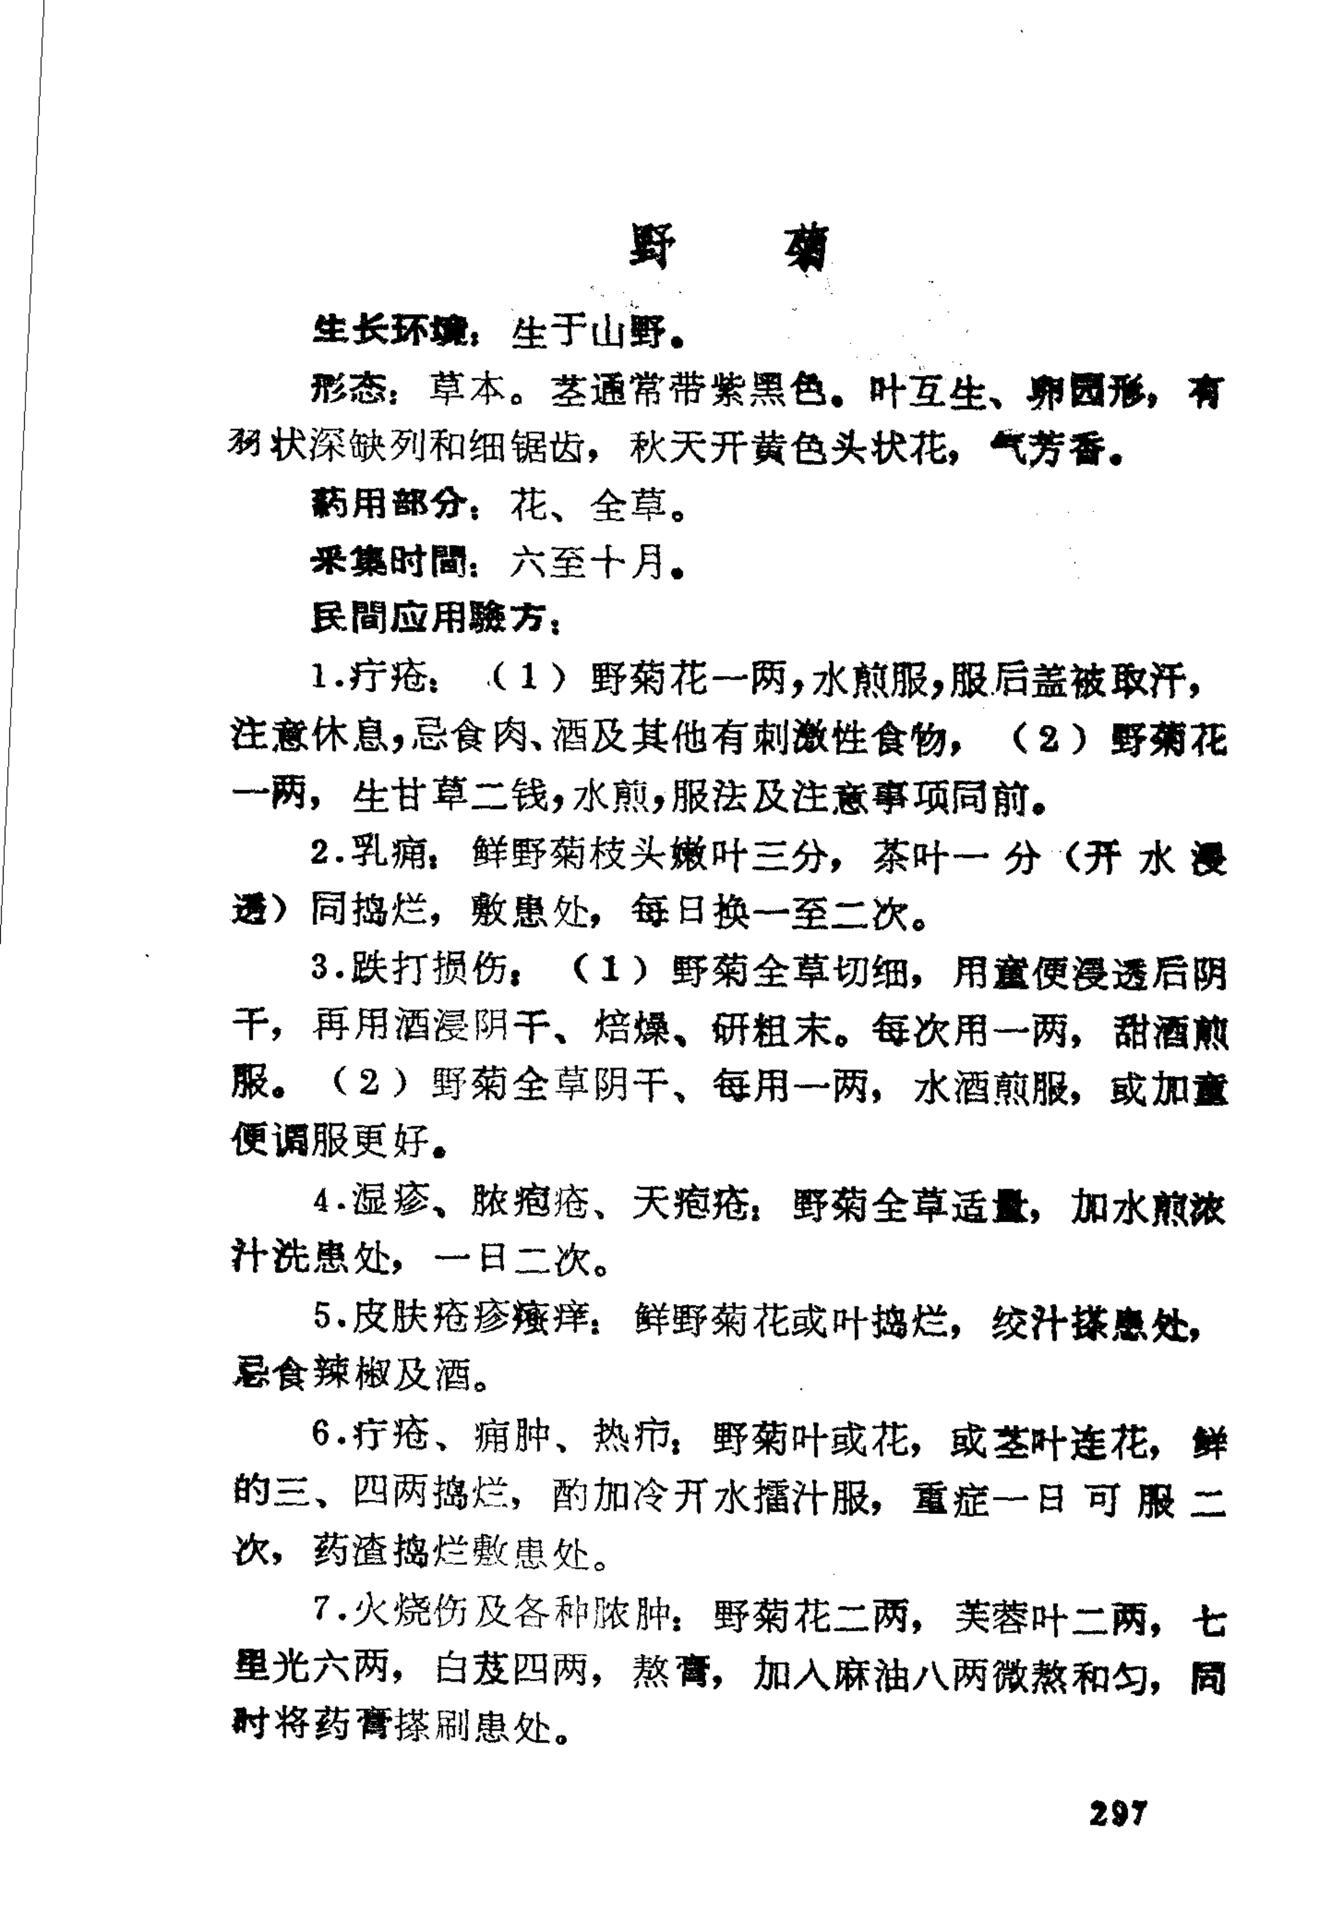 野 菊
生长环境：生于山野。
形态：草本。茎通常带紫黑色。叶互生、卵园形，有
羽状深缺列和细锯齿，秋天开黄色头状花，气芳香。
药用部分：花、全草。
采集时間：六至十月。
民間应用驗方：
1.疔疮：（1）野菊花一两，水煎服，服后盖被取汗，
注意休息，忌食肉、酒及其他有刺激性食物，（2）野菊花
一两，生甘草二钱，水煎，服法及注意事项同前。
2.乳痈：鲜野菊枝头嫩叶三分，茶叶一分（开水浸
透）同捣烂，敷患处，每日换一至二次。
3.跌打损伤：（1）野菊全草切细，用童便浸透后阴
干，再用酒浸阴干、焙燥、研粗末。每次用一两，甜酒煎
服。（2）野菊全草阴干、每用一两，水酒煎服，或加童
便调服更好。
4.湿疹、脓疱疮、天疱疮：野菊全草适量，加水煎浓
汁洗患处，一日二次。
5.皮肤疮疹瘙痒：鲜野菊花或叶捣烂，绞汁搽患处，
忌食辣椒及酒。
6.疔疮、痈肿、热疖：野菊叶或花，或茎叶连花，鲜
的三、四两捣烂，酌加冷开水擂汁服，重症一日可服二
次，药渣捣烂敷患处。
7.火烧伤及各种脓肿：野菊花二两，芙蓉叶二两，七
里光六两，白芨四两，熬膏，加入麻油八两微熬和匀，同
时将药膏搽刷患处。
297